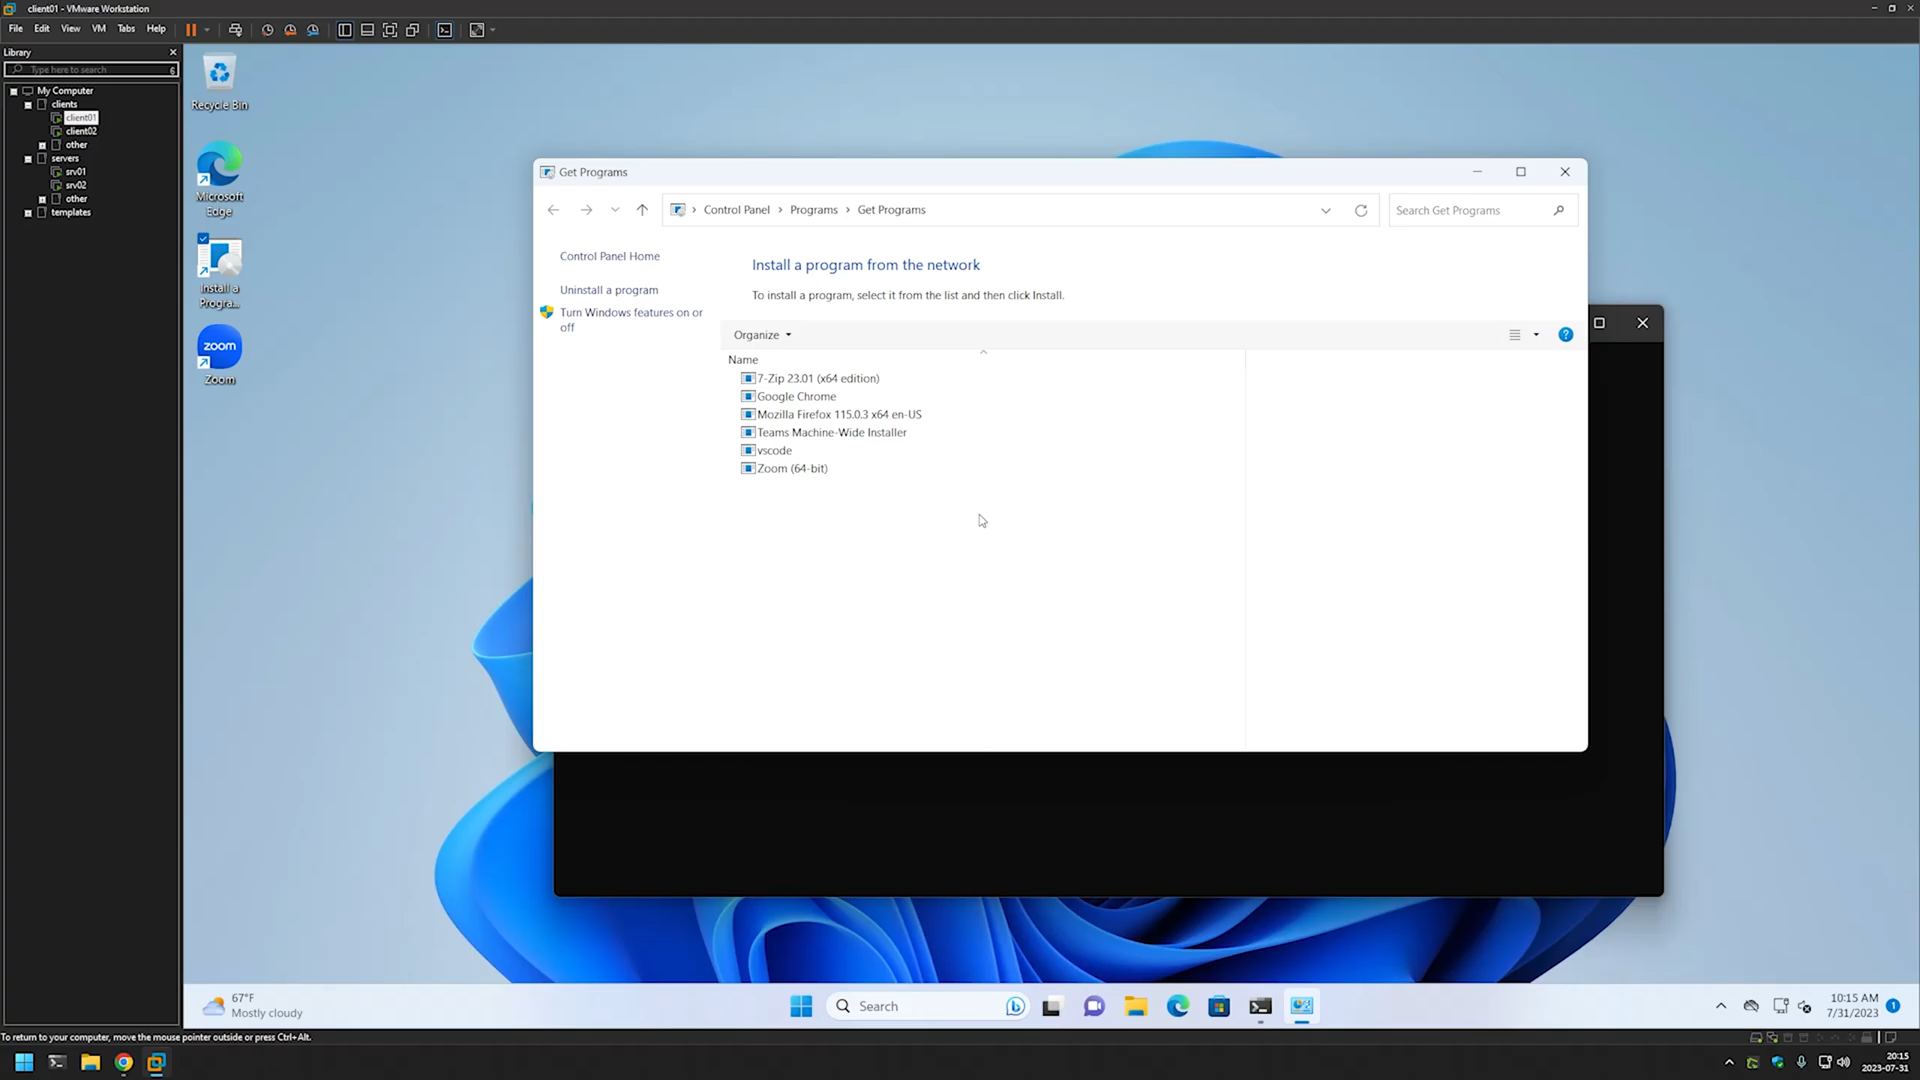 client01 - VMware Workstation
File Edit View VM Tabs Help
Library
Type here to search
My Computer
clients
client01
client02
other
servers
srv01
srv02
other
templates
Recycle Bin
Microsoft
Edge
Install a
Progra...
zoom
Zoom
Get Programs
Control Panel > Programs > Get Programs
Search Get Programs
Control Panel Home
Uninstall a program
Turn Windows features on or
off
Install a program from the network
To install a program, select it from the list and then click Install.
Organize
Name
7-Zip 23.01 (x64 edition)
Google Chrome
Mozilla Firefox 115.0.3 x64 en-US
Teams Machine-Wide Installer
vscode
Zoom (64-bit)
67°F
Mostly cloudy
Search
10:15 AM
7/31/2023
1
To return to your computer, move the mouse pointer outside or press Ctrl+Alt.
20:15
2023-07-31